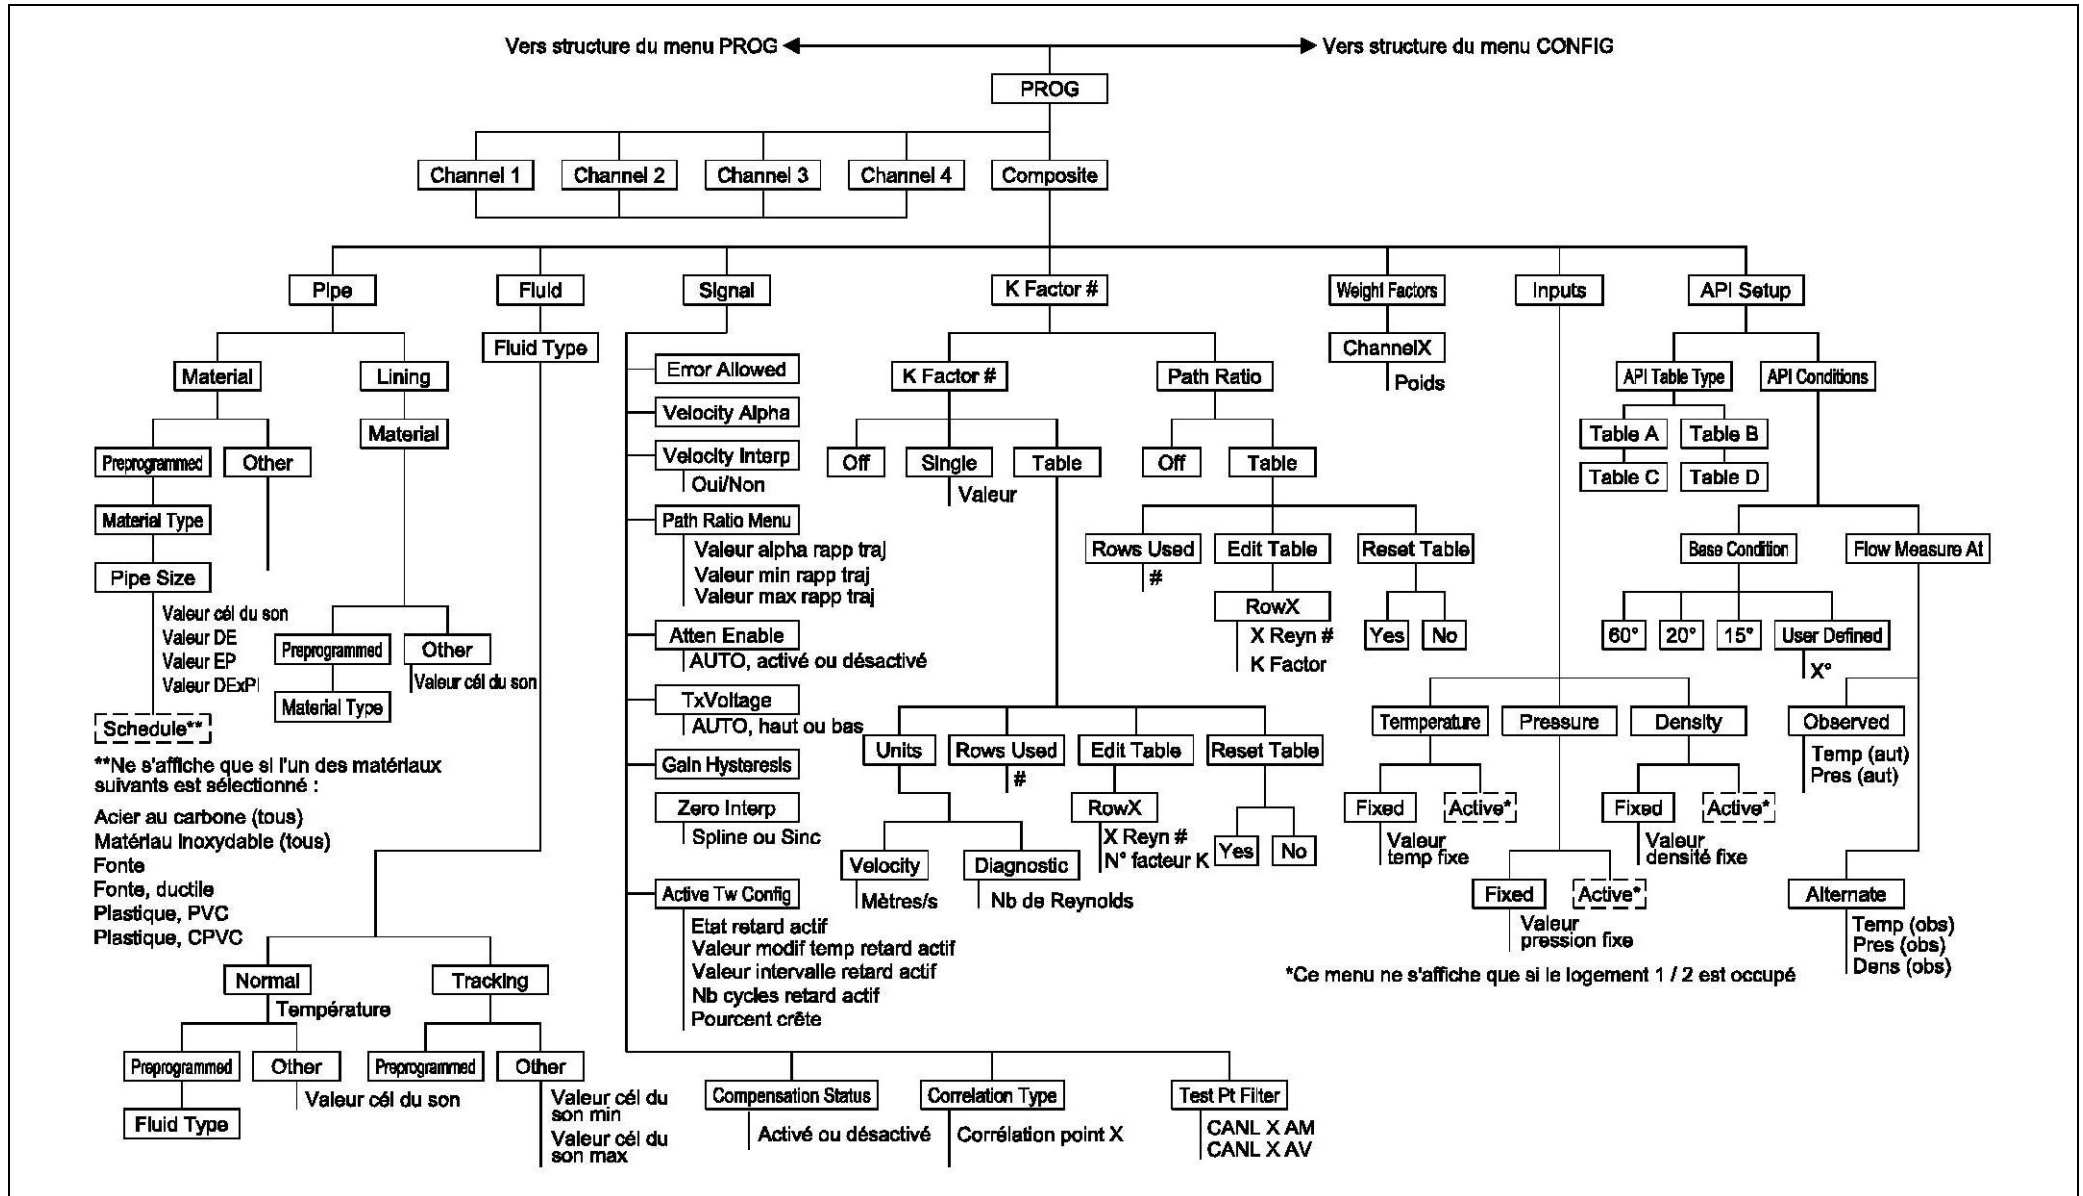 Vers structure du menu PROG
Vers structure du menu CONFIG
PROG
Channel 1
Channel 2
Channel 3
Channel 4
Composite
Pipe
Fluid
Signal
K Factor #
Weight Factors
Inputs
API Setup
Material
Lining
Preprogrammed
Other
Material
Material Type
Pipe Size
Valeur cél du son
Valeur DE
Valeur EP
Valeur DExPI
Schedule**
Preprogrammed
Other
Material Type
Valeur cél du son
**Ne s'affiche que si l'un des matériaux
suivants est sélectionné :
Acier au carbone (tous)
Matériau inoxydable (tous)
Fonte
Fonte, ductile
Plastique, PVC
Plastique, CPVC
Fluid Type
Normal
Tracking
Température
Preprogrammed
Other
Preprogrammed
Other
Fluid Type
Valeur cél du son
Valeur cél du
son min
Valeur cél du
son max
Error Allowed
Velocity Alpha
Velocity Interp
Oui/Non
Path Ratio Menu
Valeur alpha rapp traj
Valeur min rapp traj
Valeur max rapp traj
Atten Enable
AUTO, activé ou désactivé
TxVoltage
AUTO, haut ou bas
Gain Hysteresis
Zero Interp
Spline ou Sinc
Active Tw Config
Etat retard actif
Valeur modif temp retard actif
Valeur intervalle retard actif
Nb cycles retard actif
Pourcent crête
Compensation Status
Activé ou désactivé
Correlation Type
Corrélation point X
Test Pt Filter
CANL X AM
CANL X AV
K Factor #
Path Ratio
Off
Single
Table
Valeur
Off
Table
Rows Used
#
Edit Table
Reset Table
RowX
X Reyn #
K Factor
Yes
No
Units
Rows Used
#
Edit Table
Reset Table
RowX
X Reyn #
N° facteur K
Yes
No
Velocity
Mètres/s
Diagnostic
Nb de Reynolds
ChannelX
Poids
Termperature
Pressure
Density
Fixed
Active*
Valeur
temp fixe
Fixed
Active*
Valeur
densité fixe
Fixed
Active*
Valeur
pression fixe
*Ce menu ne s'affiche que si le logement 1 / 2 est occupé
API Table Type
API Conditions
Table A
Table B
Table C
Table D
Base Condition
Flow Measure At
60°
20°
15°
User Defined
X°
Observed
Temp (aut)
Pres (aut)
Alternate
Temp (obs)
Pres (obs)
Dens (obs)